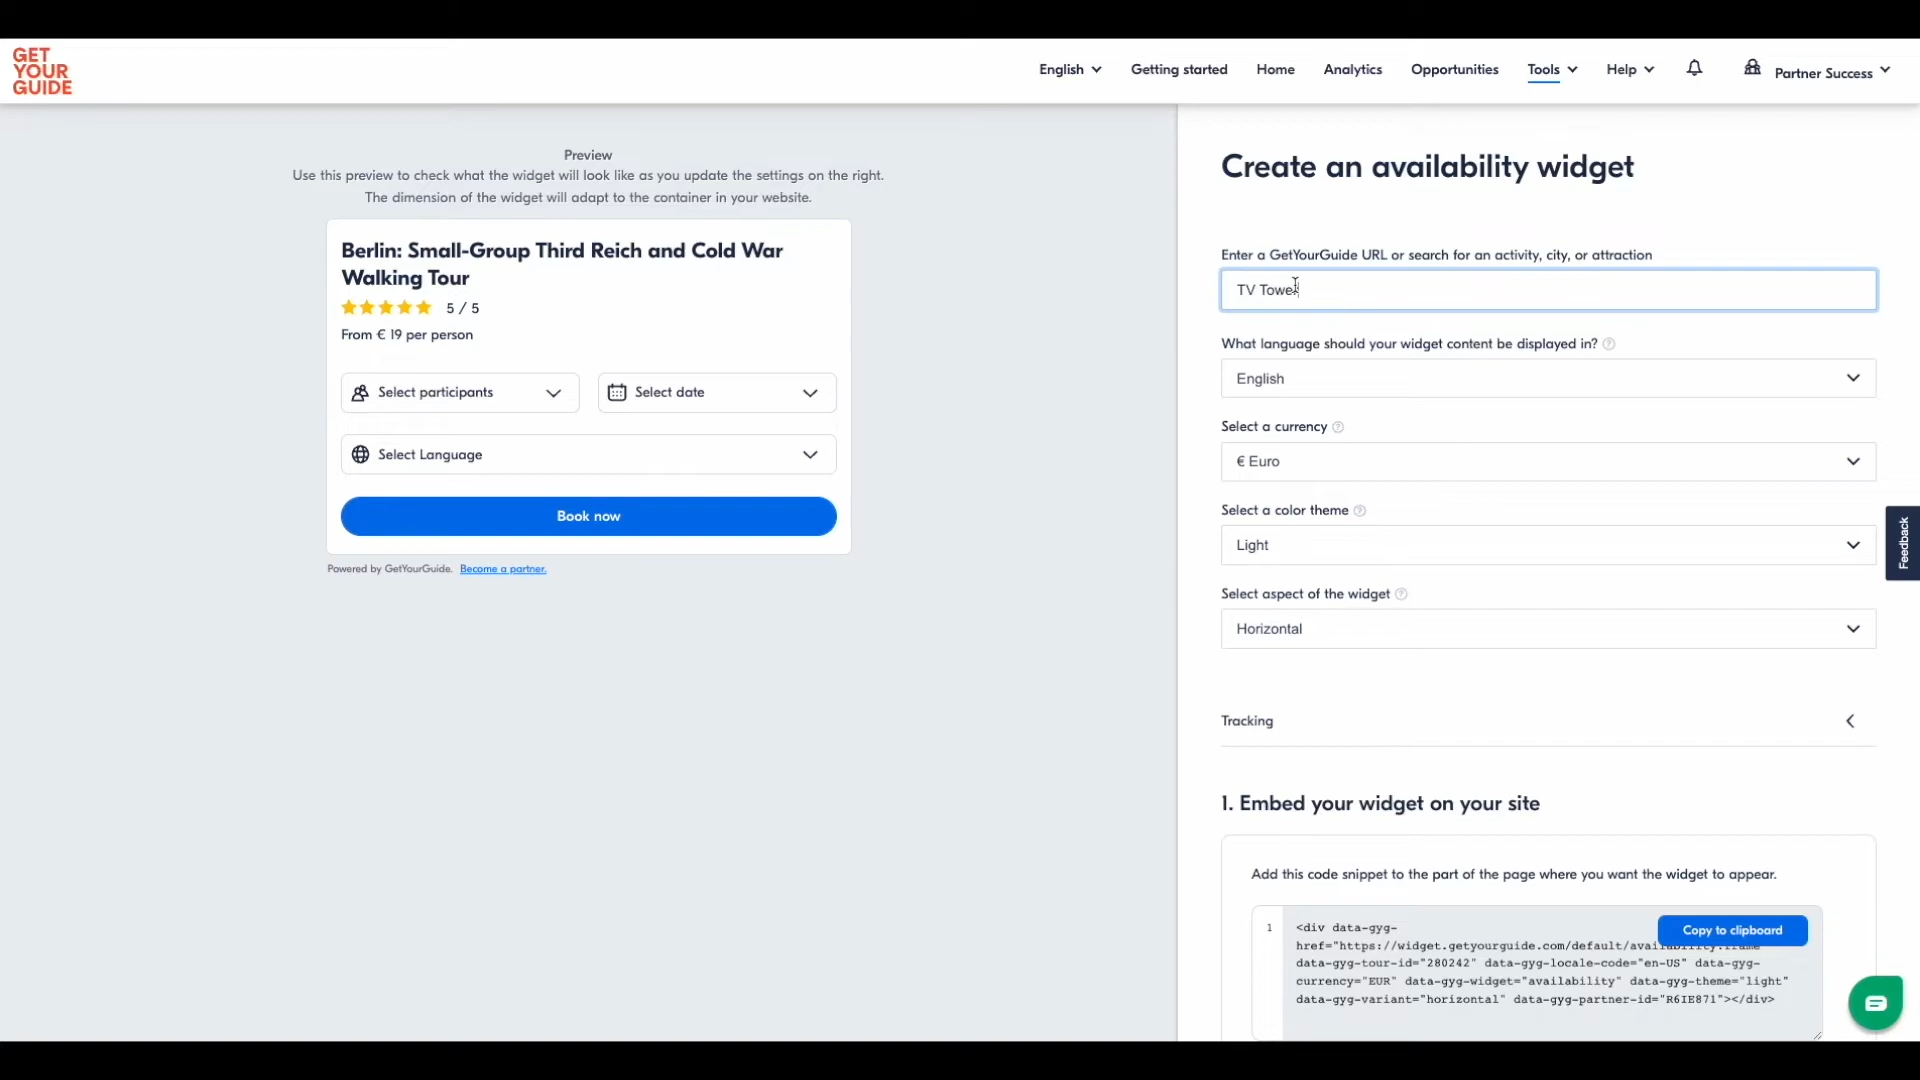 GET
YOUR
GUIDE
English
Getting started
Home
Analytics
Opportunities
Tools
Help
Partner Success
Preview
Use this preview to check what the widget will look like as you update the settings on the right.
The dimension of the widget will adapt to the container in your website.
Berlin: Small-Group Third Reich and Cold War
Walking Tour
5 / 5
From € 19 per person
Select participants
Select date
Select Language
Book now
Powered by GetYourGuide. Become a partner.
Create an availability widget
Enter a GetYourGuide URL or search for an activity, city, or attraction
TV Tower
What language should your widget content be displayed in?
English
Select a currency
€ Euro
Select a color theme
Light
Select aspect of the widget
Horizontal
Tracking
Feedback
1. Embed your widget on your site
Add this code snippet to the part of the page where you want the widget to appear.
Copy to clipboard
1
<div data-gyg-
href="https://widget.getyourguide.com/default/availability.frame"
data-gyg-tour-id="280242" data-gyg-locale-code="en-US" data-gyg-
currency="EUR" data-gyg-widget="availability" data-gyg-theme="light"
data-gyg-variant="horizontal" data-gyg-partner-id="R6IE871"></div>